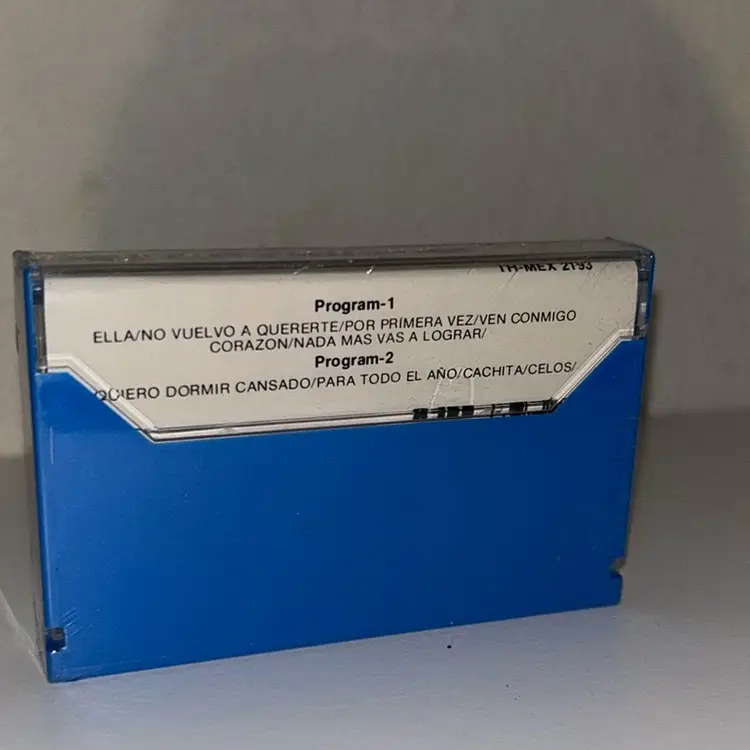 TH-MEX 2193
Program-1
ELLA/NO VUELVO A QUERERTE/POR PRIMERA VEZ/VEN CONMIGO
CORAZON/NADA MAS VAS A LOGRAR/
Program-2
QUIERO DORMIR CANSADO/PARA TODO EL AÑO/CACHITA/CELOS/